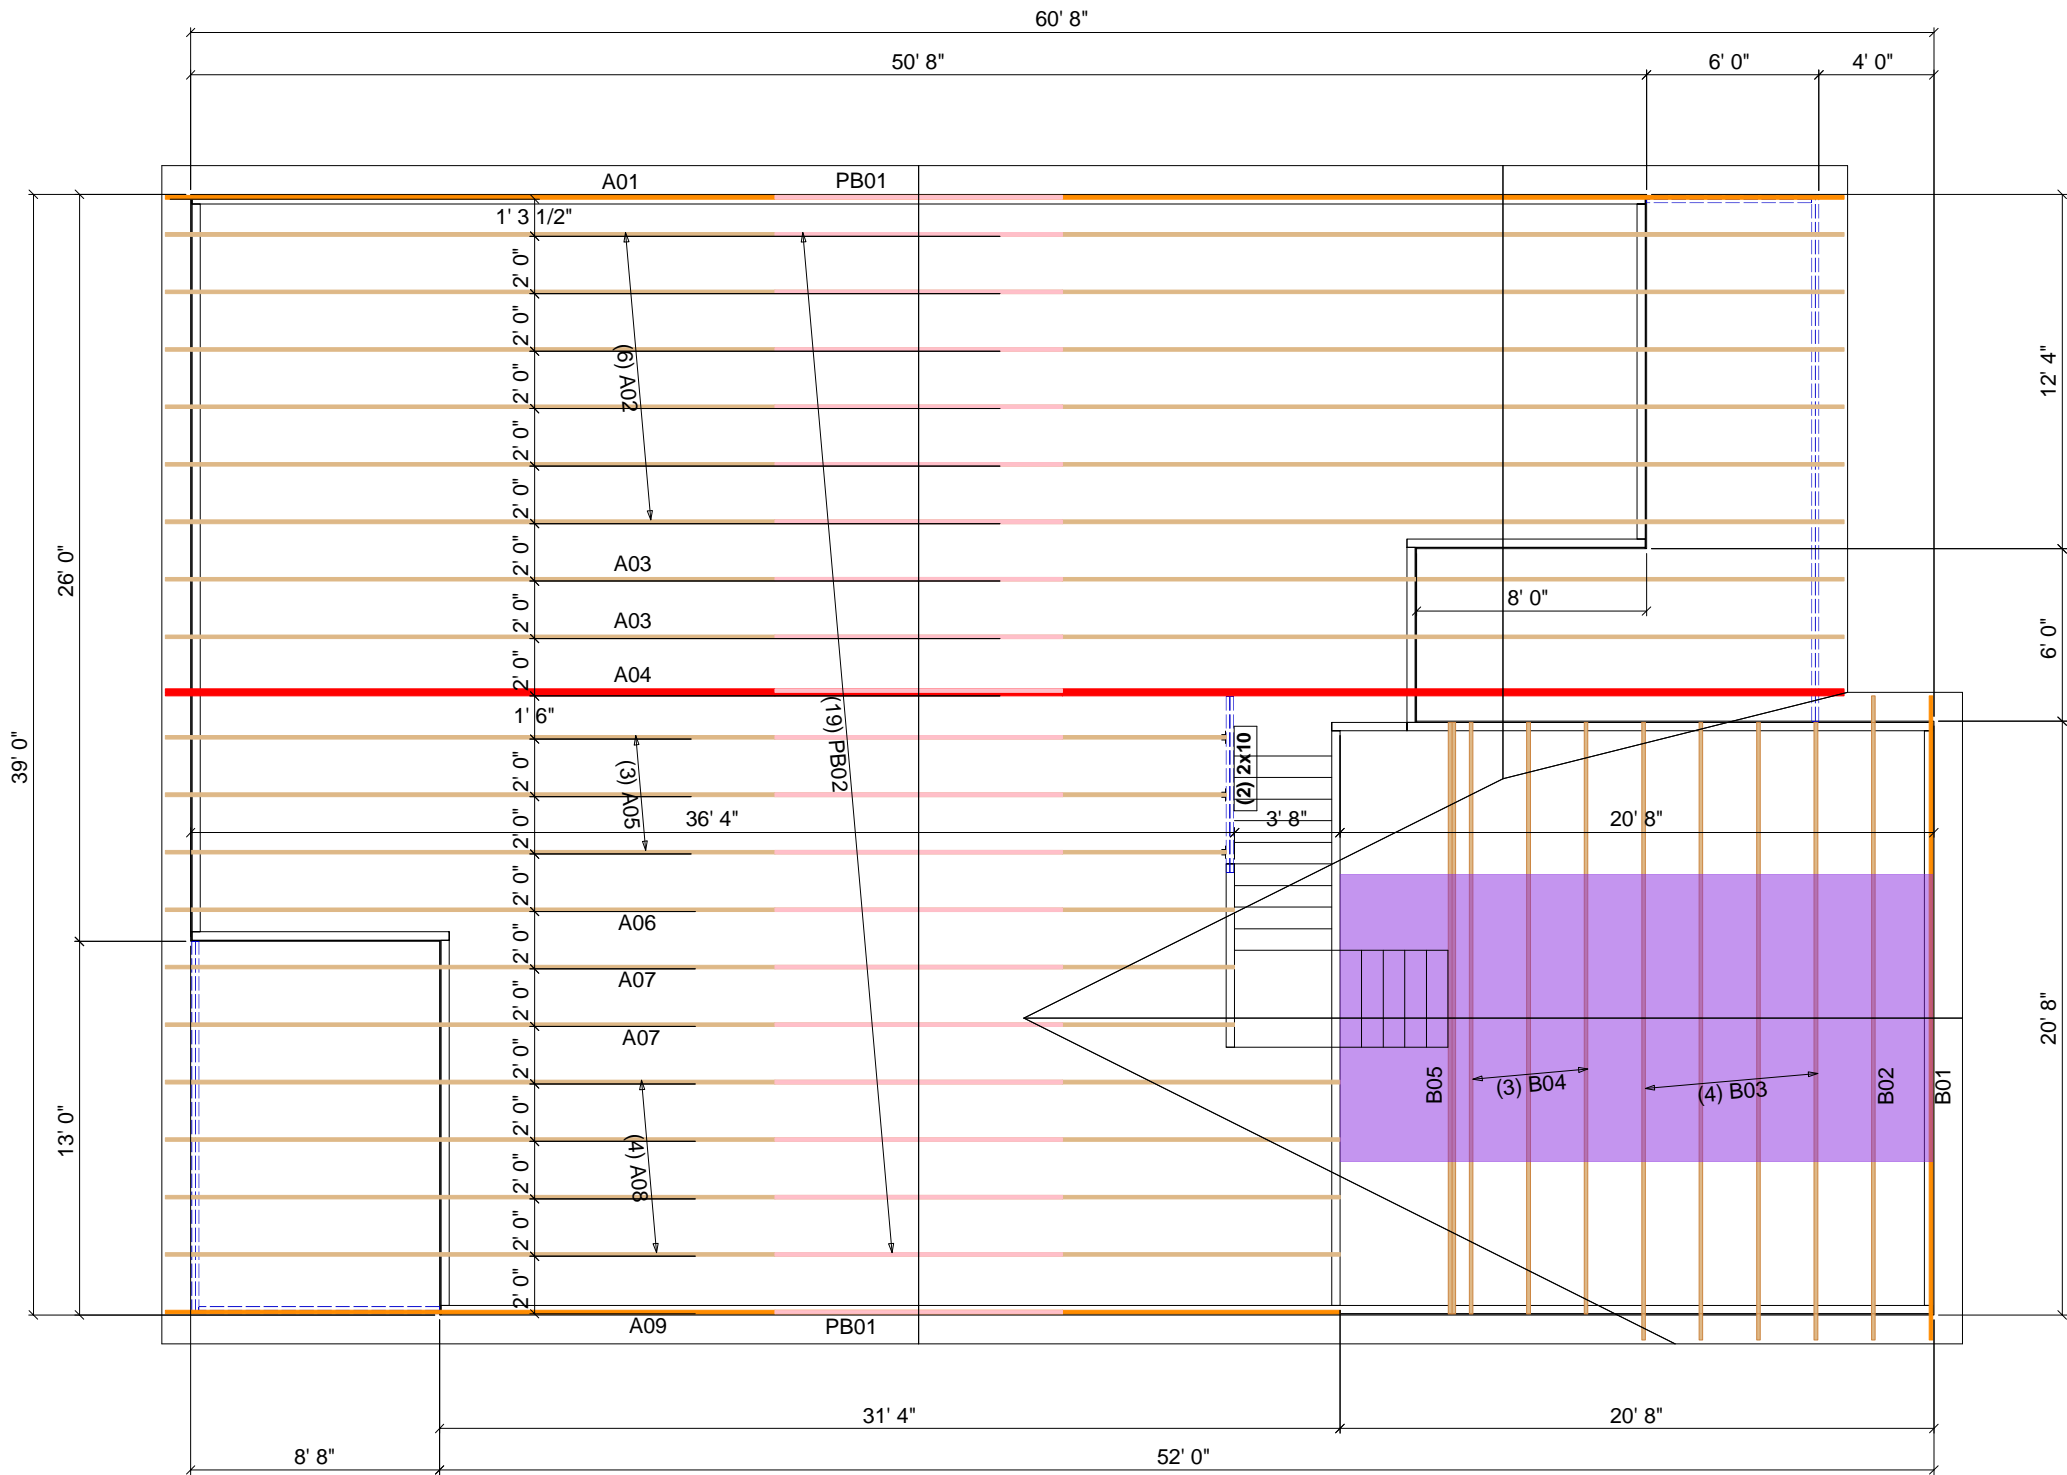 60' 8"
50' 8"
6' 0"
4' 0"
A01
PB01
1' 3 1/2"
2' 0"
2' 0"
2' 0"
2' 0"
2' 0"
2' 0"
2' 0"
2' 0"
(6) A02
A03
A03
A04
1' 6"
39' 0"
26' 0"
13' 0"
12' 4"
8' 0"
6' 0"
20' 8"
(19) PB02
(3) A05
(2) 2x10
36' 4"
3' 8"
20' 8"
2' 0"
2' 0"
2' 0"
2' 0"
2' 0"
2' 0"
2' 0"
2' 0"
2' 0"
2' 0"
A06
A07
A07
(4) A08
B05
(3) B04
(4) B03
B02
B01
A09
PB01
31' 4"
20' 8"
8' 8"
52' 0"